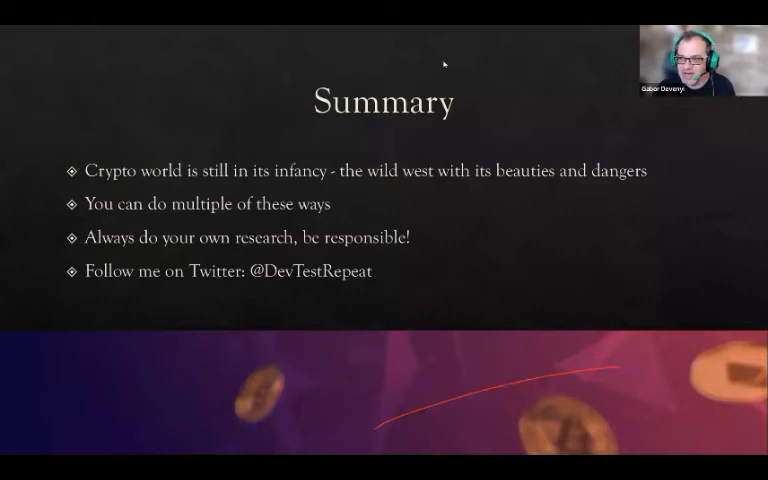 Summary
Crypto world is still in its infancy - the wild west with its beauties and dangers
You can do multiple of these ways
Always do your own research, be responsible!
Follow me on Twitter: @DevTestRepeat
Gabor Devenyi